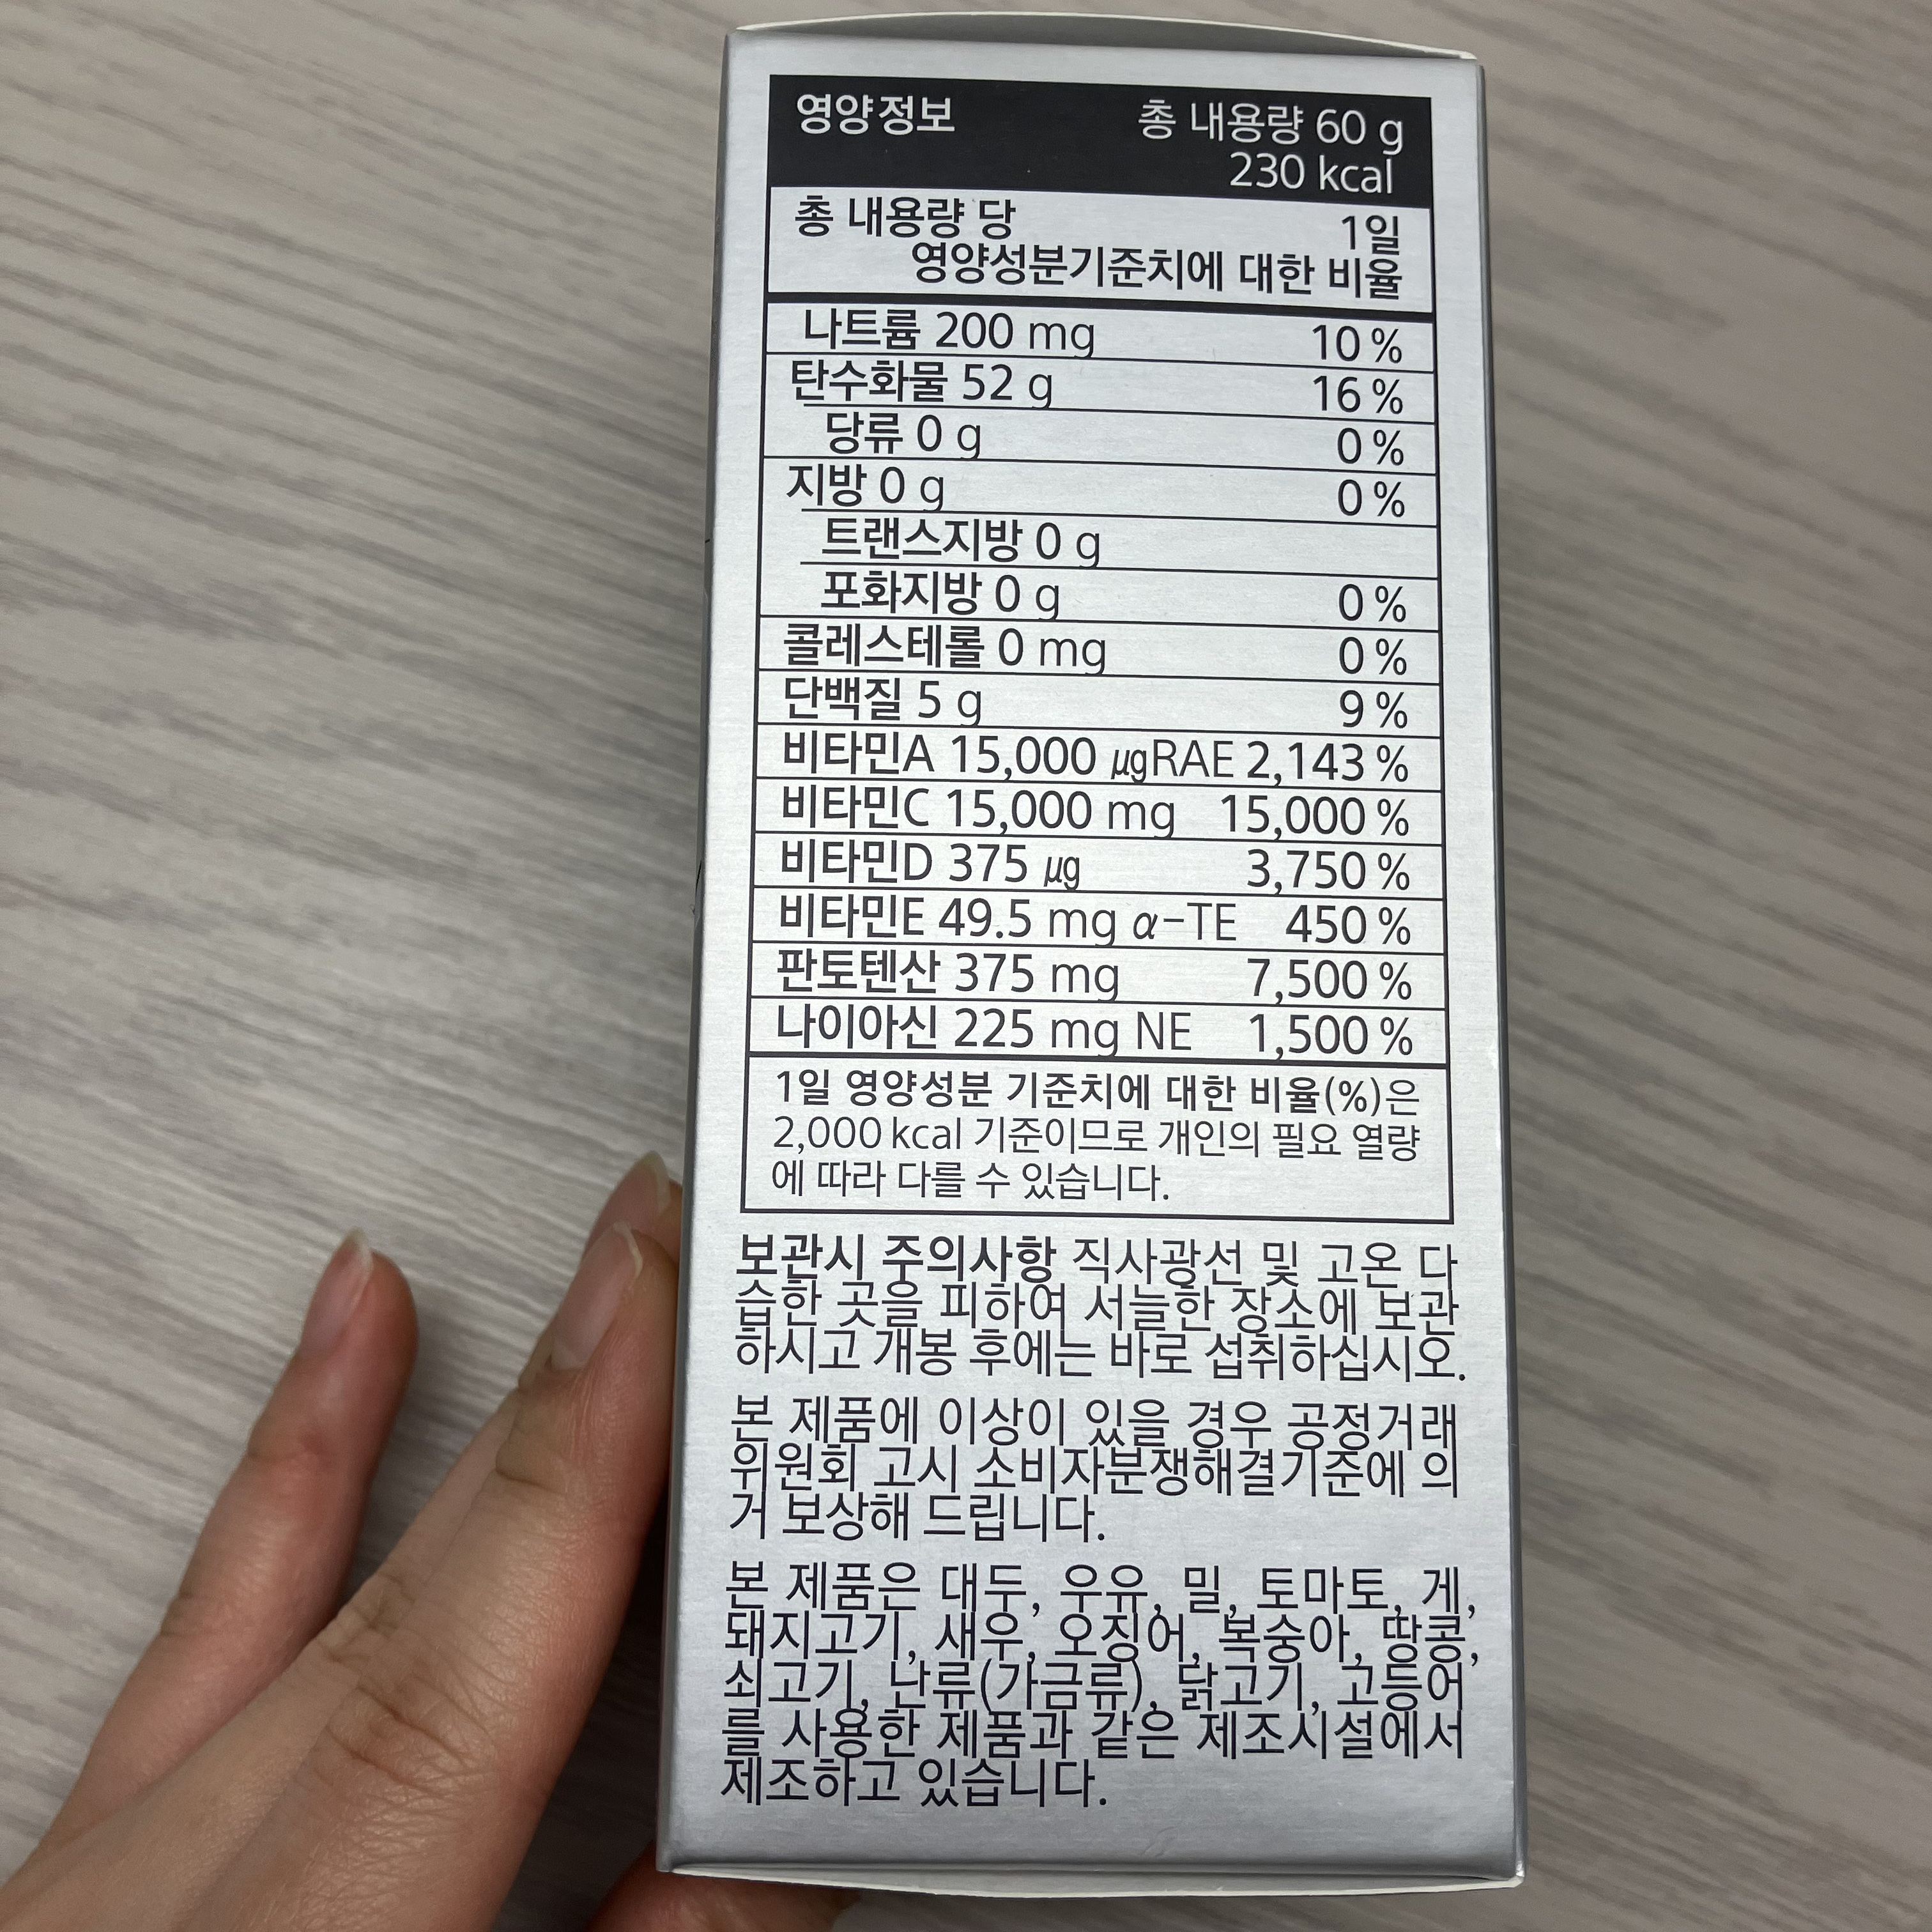 영양정보 총 내용량 60 g
230 kcal
총 내용량 당 1일
영양성분기준치에 대한 비율
나트륨 200 mg 10 %
탄수화물 52 g 16 %
당류 0 g 0 %
지방 0 g 0 %
트랜스지방 0 g
포화지방 0 g 0 %
콜레스테롤 0 mg 0 %
단백질 5 g 9 %
비타민A 15,000 μgRAE 2,143 %
비타민C 15,000 mg 15,000 %
비타민D 375 μg 3,750 %
비타민E 49.5 mg α-TE 450 %
판토텐산 375 mg 7,500 %
나이아신 225 mg NE 1,500 %
1일 영양성분 기준치에 대한 비율(%)은
2,000 kcal 기준이므로 개인의 필요 열량
에 따라 다를 수 있습니다.
보관시 주의사항 직사광선 및 고온 다
습한 곳을 피하여 서늘한 장소에 보관
하시고 개봉 후에는 바로 섭취하십시오.
본 제품에 이상이 있을 경우 공정거래
위원회 고시 소비자분쟁해결기준에 의
거 보상해 드립니다.
본 제품은 대두, 우유, 밀, 토마토, 게,
돼지고기, 새우, 오징어, 복숭아, 땅콩,
쇠고기, 난류(가금류), 닭고기, 고등어
를 사용한 제품과 같은 제조시설에서
제조하고 있습니다.